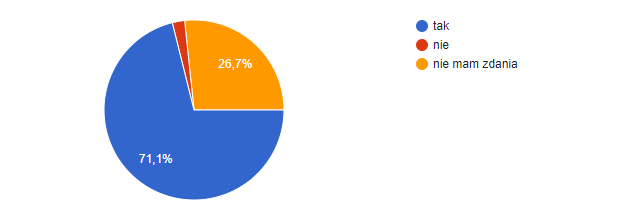 tak
nie
nie mam zdania
26,7%
71,1%